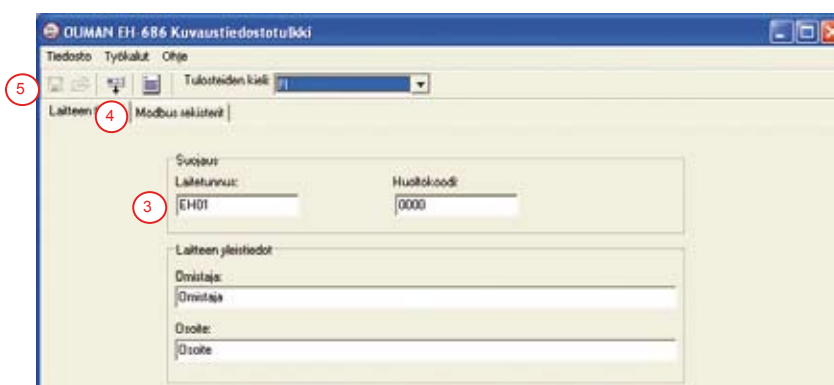 OUMAN EH-686 Kuvaustiedostotulkki
Tiedosto Työkalut Ohje
5
Tulosteiden kieli: FI
Laitteen
4
Modbus rekisterit
Suojaus
Laitetunnus: Huoltokoodi:
3
EH01 0000
Laitteen yleistiedot
Omistaja:
Omistaja
Osoite:
Osoite